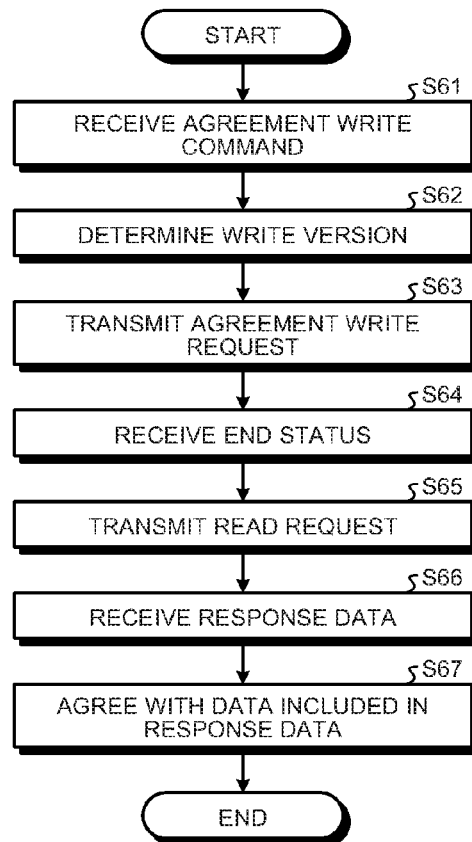 START
S61
RECEIVE AGREEMENT WRITE
COMMAND
S62
DETERMINE WRITE VERSION
S63
TRANSMIT AGREEMENT WRITE
REQUEST
S64
RECEIVE END STATUS
S65
TRANSMIT READ REQUEST
S66
RECEIVE RESPONSE DATA
S67
AGREE WITH DATA INCLUDED IN
RESPONSE DATA
END